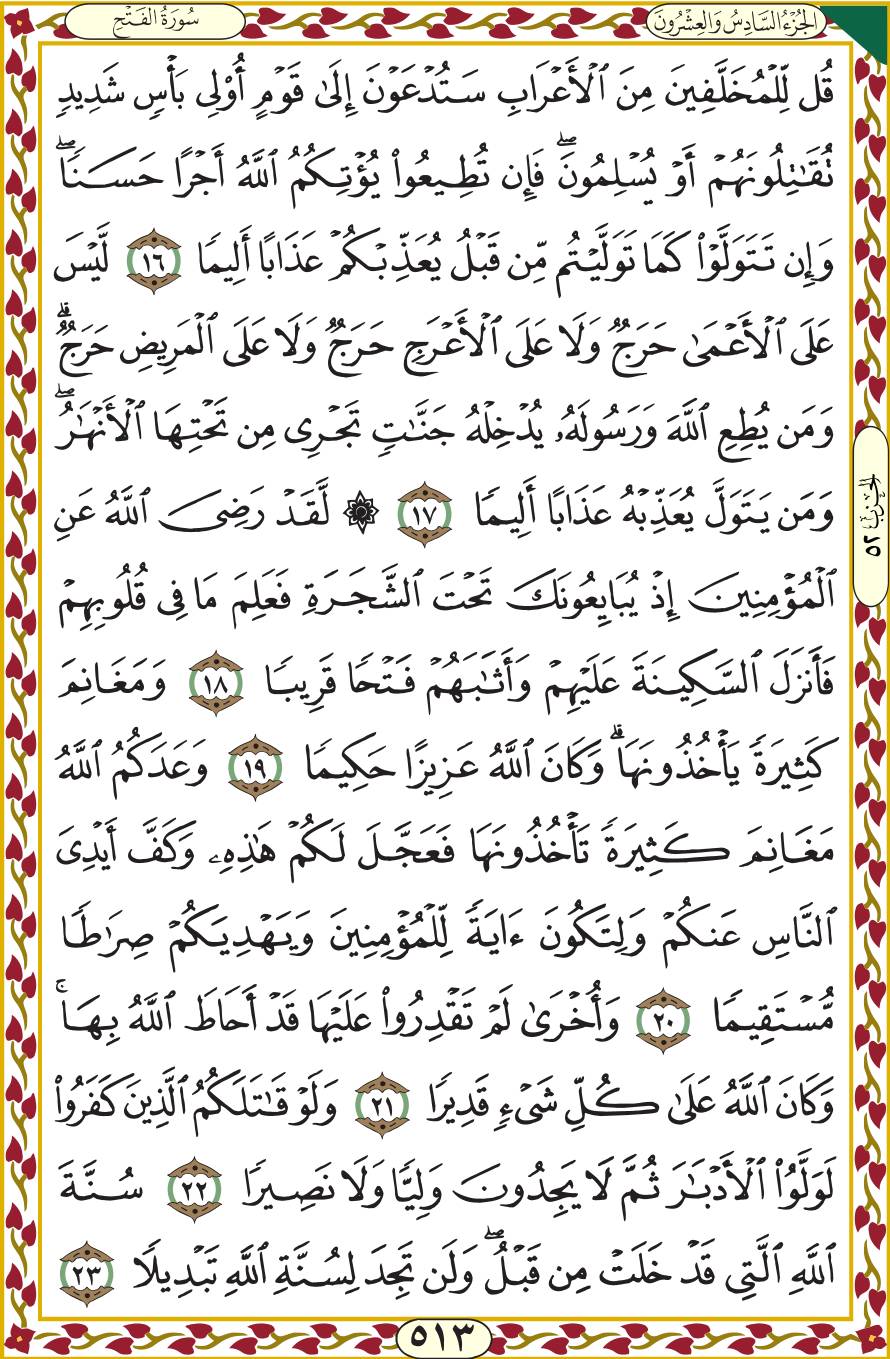 الجُزْءُ السَّادِسُ وَالعِشْرُونَ
سُورَةُ الفَتْحِ
قُل لِّلْمُخَلَّفِينَ مِنَ ٱلْأَعْرَابِ سَتُدْعَوْنَ إِلَىٰ قَوْمٍ أُو۟لِى بَأْسٍ شَدِيدٍ
تُقَـٰتِلُونَهُمْ أَوْ يُسْلِمُونَ ۖ فَإِن تُطِيعُوا۟ يُؤْتِكُمُ ٱللَّهُ أَجْرًا حَسَنًا ۖ
وَإِن تَتَوَلَّوْا۟ كَمَا تَوَلَّيْتُم مِّن قَبْلُ يُعَذِّبْكُمْ عَذَابًا أَلِيمًا ١٦ لَّيْسَ
عَلَى ٱلْأَعْمَىٰ حَرَجٌ وَلَا عَلَى ٱلْأَعْرَجِ حَرَجٌ وَلَا عَلَى ٱلْمَرِيضِ حَرَجٌ ۗ
وَمَن يُطِعِ ٱللَّهَ وَرَسُولَهُۥ يُدْخِلْهُ جَنَّـٰتٍ تَجْرِى مِن تَحْتِهَا ٱلْأَنْهَـٰرُ ۖ
وَمَن يَتَوَلَّ يُعَذِّبْهُ عَذَابًا أَلِيمًا ١٧ ۞ لَّقَدْ رَضِىَ ٱللَّهُ عَنِ
ٱلْمُؤْمِنِينَ إِذْ يُبَايِعُونَكَ تَحْتَ ٱلشَّجَرَةِ فَعَلِمَ مَا فِى قُلُوبِهِمْ
فَأَنزَلَ ٱلسَّكِينَةَ عَلَيْهِمْ وَأَثَـٰبَهُمْ فَتْحًا قَرِيبًا ١٨ وَمَغَانِمَ
كَثِيرَةً يَأْخُذُونَهَا ۗ وَكَانَ ٱللَّهُ عَزِيزًا حَكِيمًا ١٩ وَعَدَكُمُ ٱللَّهُ
مَغَانِمَ كَثِيرَةً تَأْخُذُونَهَا فَعَجَّلَ لَكُمْ هَـٰذِهِۦ وَكَفَّ أَيْدِىَ
ٱلنَّاسِ عَنكُمْ وَلِتَكُونَ ءَايَةً لِّلْمُؤْمِنِينَ وَيَهْدِيَكُمْ صِرَٰطًا
مُّسْتَقِيمًا ٢٠ وَأُخْرَىٰ لَمْ تَقْدِرُوا۟ عَلَيْهَا قَدْ أَحَاطَ ٱللَّهُ بِهَا ۚ
وَكَانَ ٱللَّهُ عَلَىٰ كُلِّ شَىْءٍ قَدِيرًا ٢١ وَلَوْ قَـٰتَلَكُمُ ٱلَّذِينَ كَفَرُوا۟
لَوَلَّوُا۟ ٱلْأَدْبَـٰرَ ثُمَّ لَا يَجِدُونَ وَلِيًّا وَلَا نَصِيرًا ٢٢ سُنَّةَ
ٱللَّهِ ٱلَّتِى قَدْ خَلَتْ مِن قَبْلُ ۖ وَلَن تَجِدَ لِسُنَّةِ ٱللَّهِ تَبْدِيلًا ٢٣
الحِزْب ٥٢
٥١٣